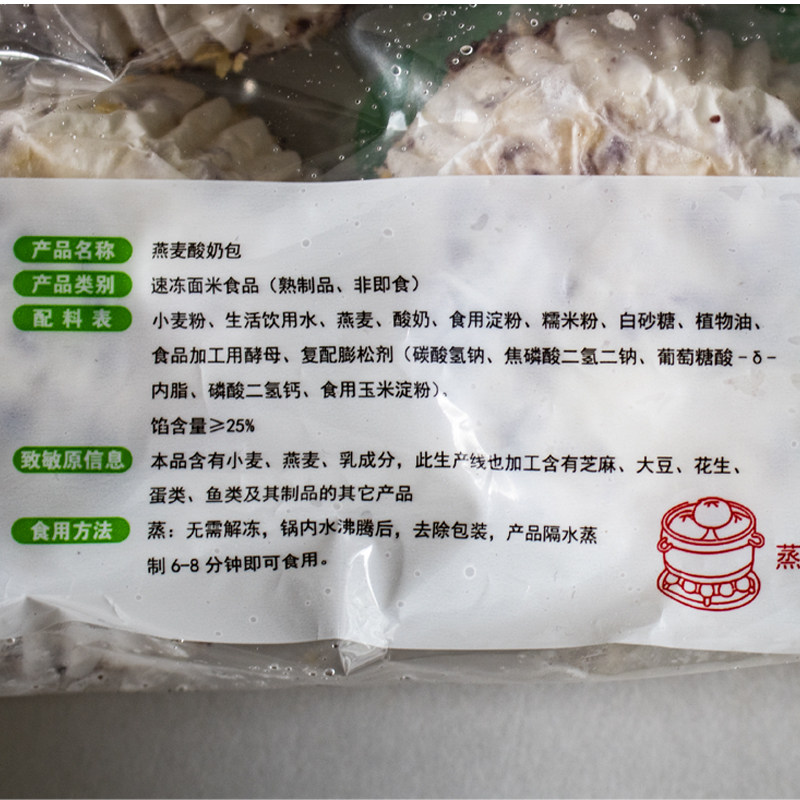 产品名称 燕麦酸奶包
产品类别 速冻面米食品（熟制品、非即食）
配料表 小麦粉、生活饮用水、燕麦、酸奶、食用淀粉、糯米粉、白砂糖、植物油、
食品加工用酵母、复配膨松剂（碳酸氢钠、焦磷酸二氢二钠、葡萄糖酸-δ-
内脂、磷酸二氢钙、食用玉米淀粉）、
馅含量≥25%
致敏原信息 本品含有小麦、燕麦、乳成分，此生产线也加工含有芝麻、大豆、花生、
蛋类、鱼类及其制品的其它产品
食用方法 蒸：无需解冻，锅内水沸腾后，去除包装，产品隔水蒸
制6-8分钟即可食用。
蒸